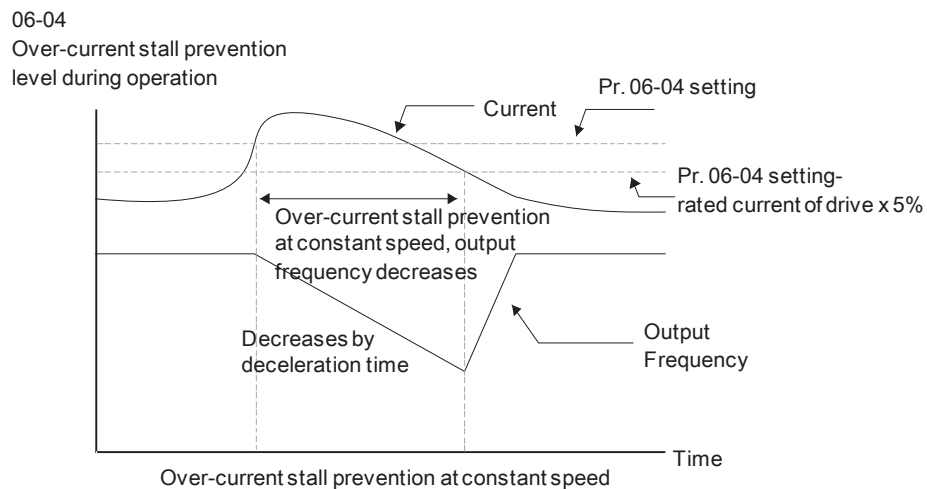 06-04
Over-current stall prevention
level during operation
Pr. 06-04 setting
Current
Pr. 06-04 setting-
rated current of drive x 5%
Over-current stall prevention
at constant speed, output
frequency decreases
Decreases by
deceleration time
Output
Frequency
Time
Over-current stall prevention at constant speed